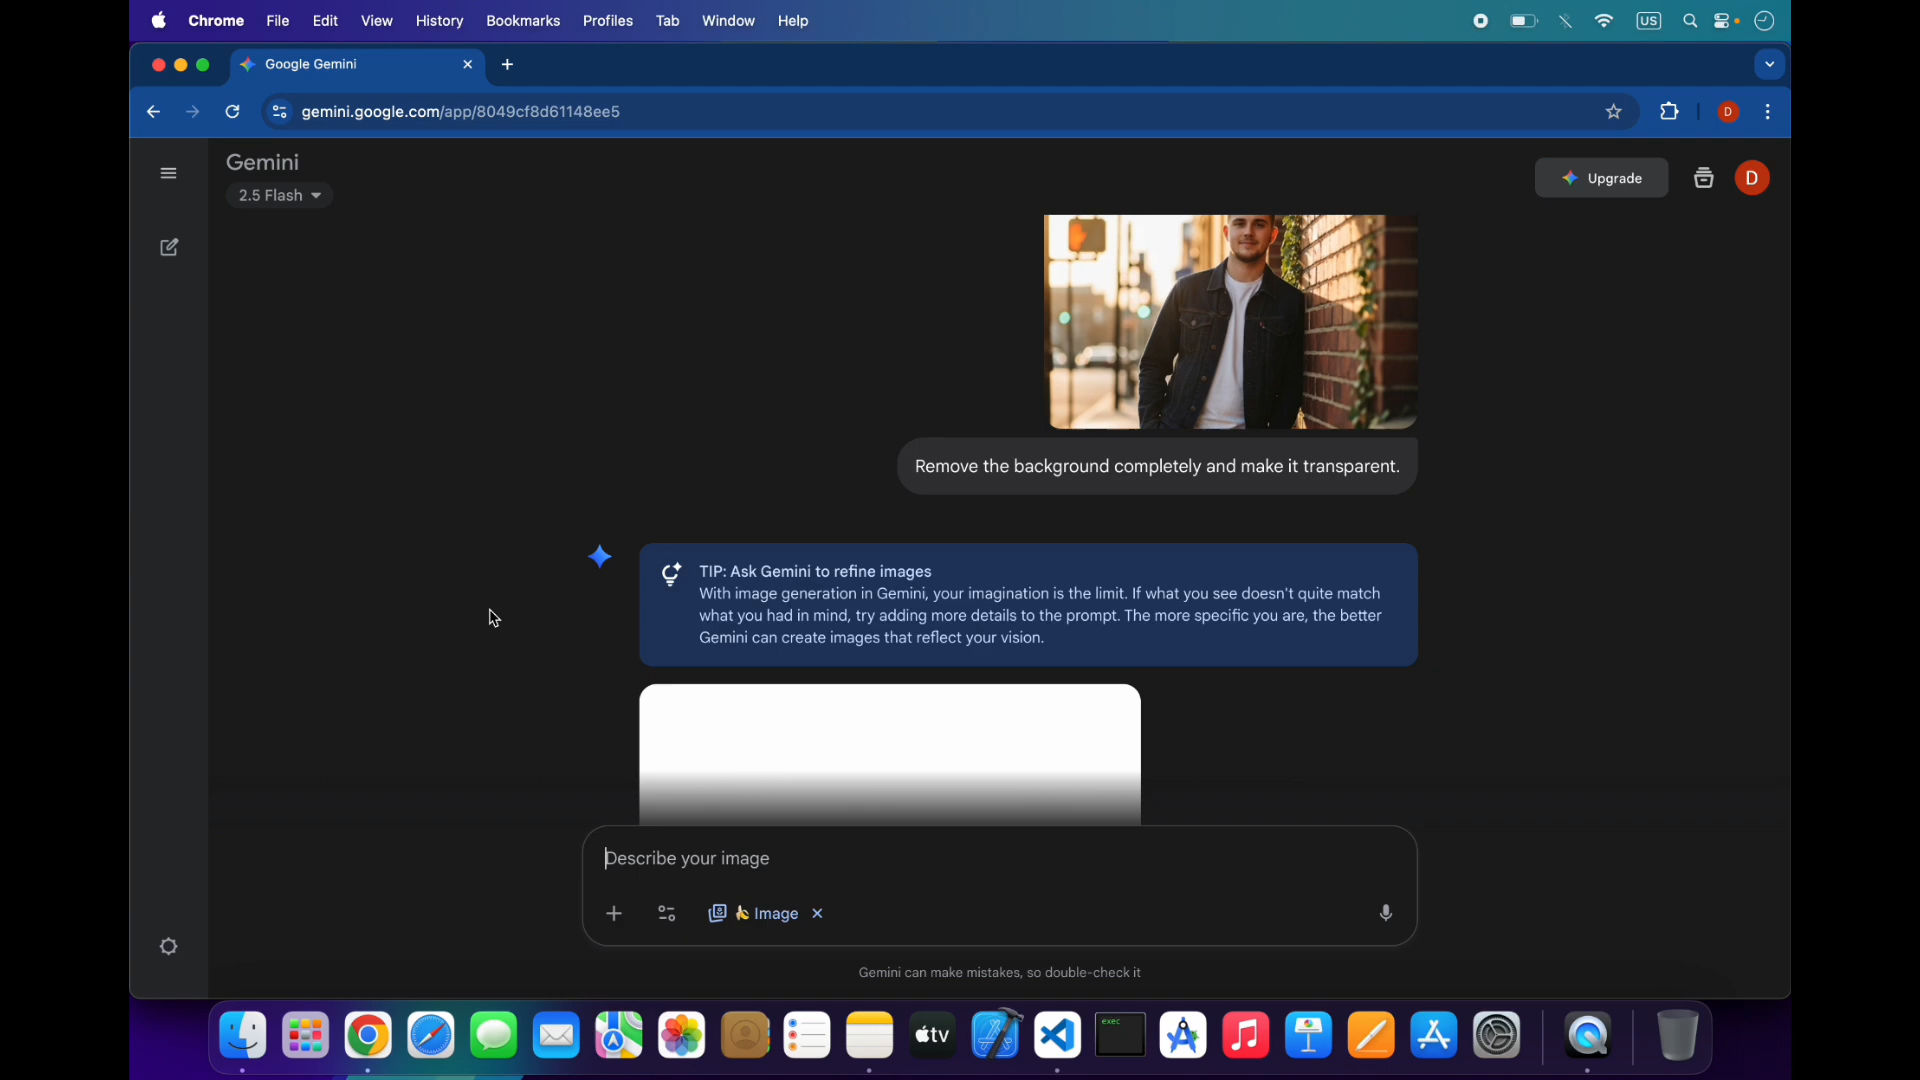 Chrome File Edit View History Bookmarks Profiles Tab Window Help
US
Google Gemini
gemini.google.com/app/8049cf8d61148ee5
D
Gemini
2.5 Flash
Upgrade
D
Remove the background completely and make it transparent.
TIP: Ask Gemini to refine images
With image generation in Gemini, your imagination is the limit. If what you see doesn't quite match
what you had in mind, try adding more details to the prompt. The more specific you are, the better
Gemini can create images that reflect your vision.
Describe your image
Image
Gemini can make mistakes, so double-check it
tv
exec